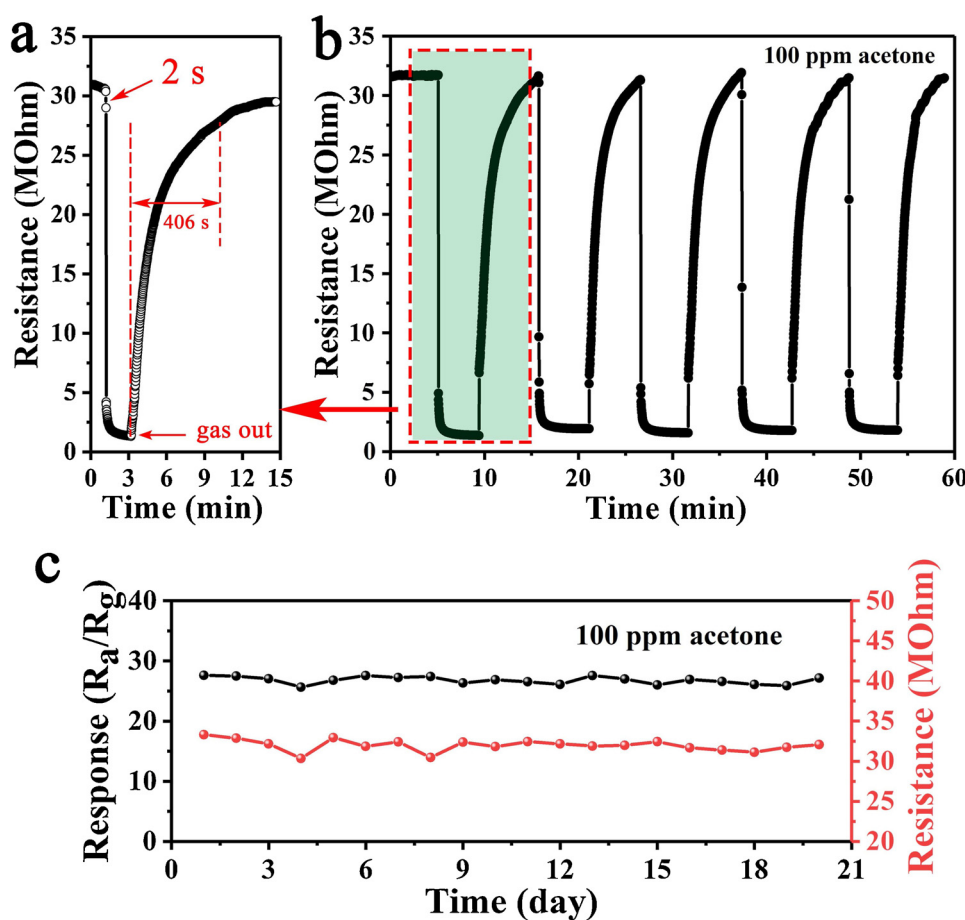 a
35
30
25
20
15
10
5
0
Resistance (MOhm)
2 s
406 s
gas out
0 3 6 9 12 15
Time (min)
b
35
30
25
20
15
10
5
0
Resistance (MOhm)
100 ppm acetone
0 10 20 30 40 50 60
Time (min)
c
40
30
20
10
0
Response (Ra/Rg)
100 ppm acetone
50
45
40
35
30
25
20
Resistance (MOhm)
0 3 6 9 12 15 18 21
Time (day)